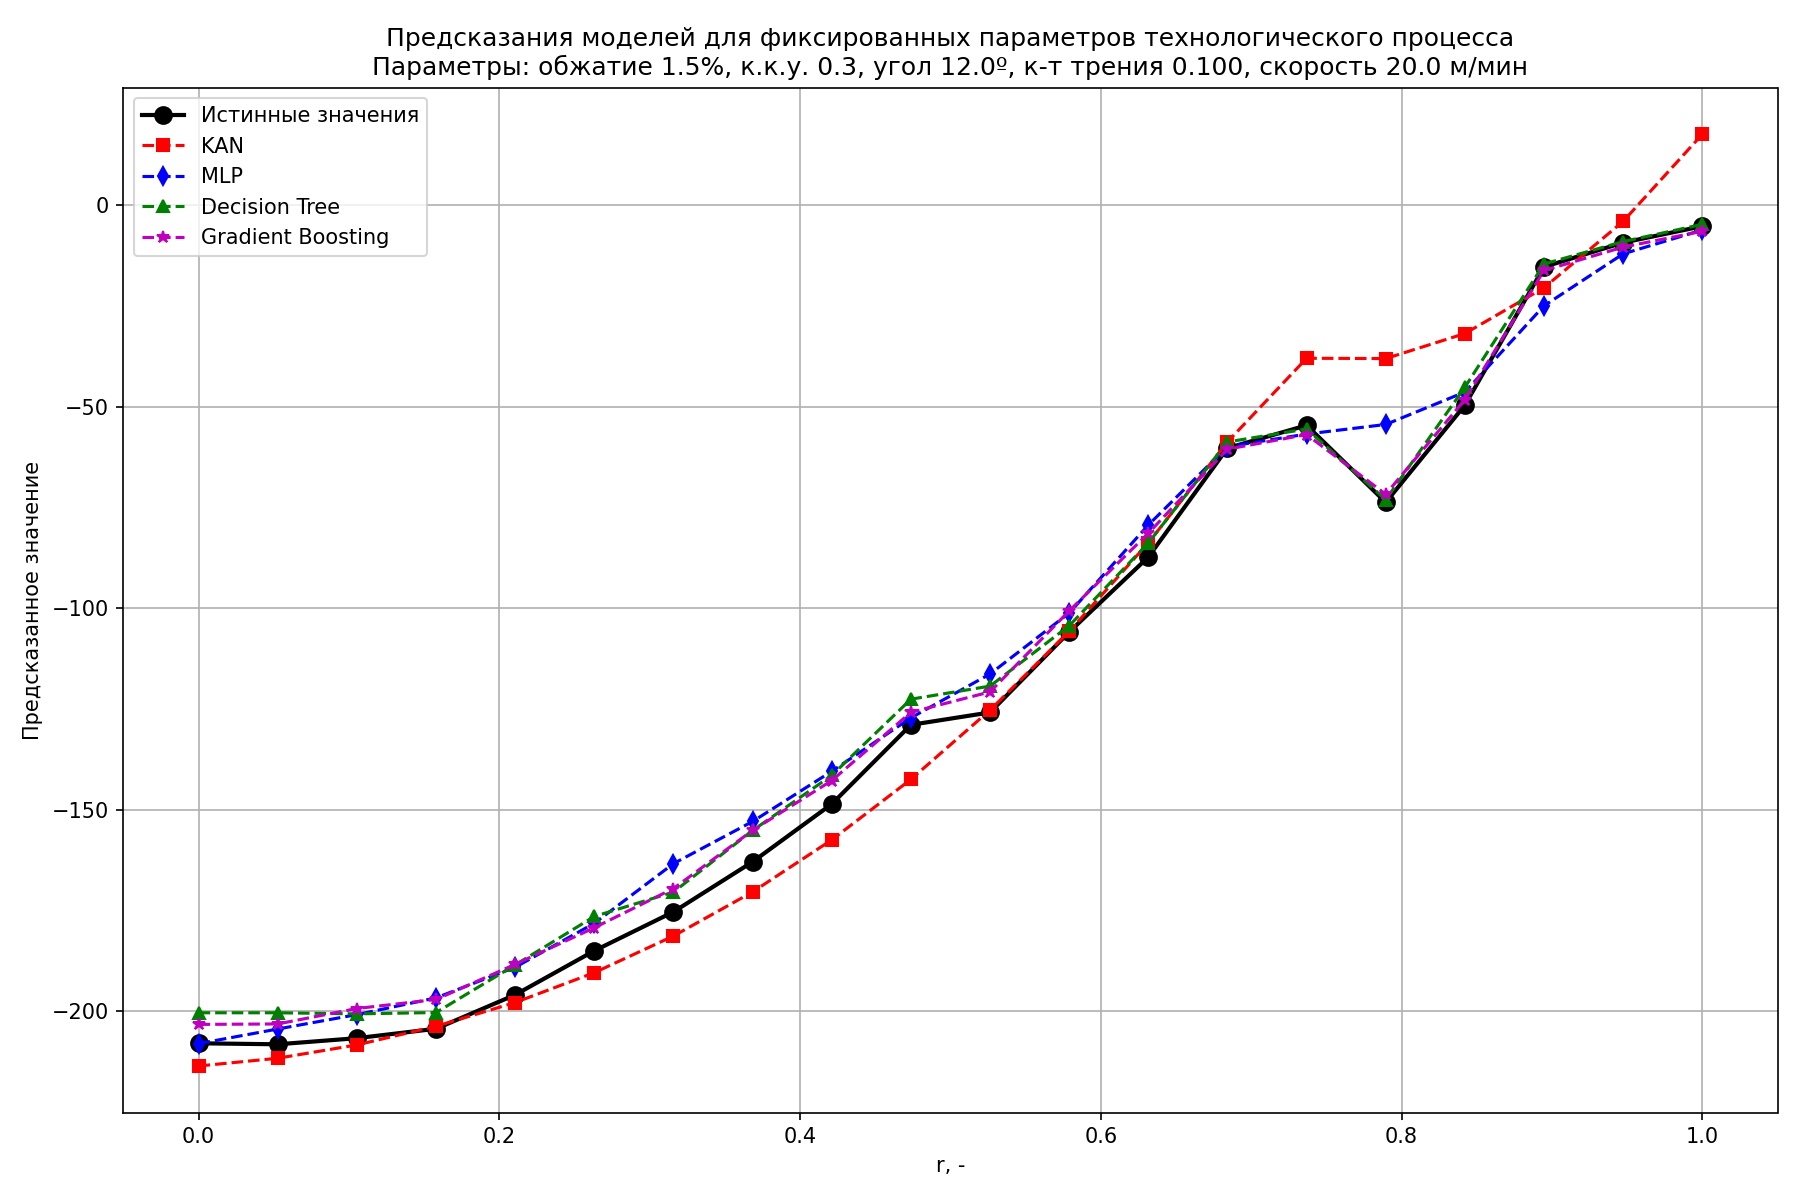 Предсказания моделей для фиксированных параметров технологического процесса
Параметры: обжатие 1.5%, к.к.у. 0.3, угол 12.0º, к-т трения 0.100, скорость 20.0 м/мин
Истинные значения
KAN
MLP
Decision Tree
Gradient Boosting
Предсказанное значение
0
−50
−100
−150
−200
0.0 0.2 0.4 0.6 0.8 1.0
r, -